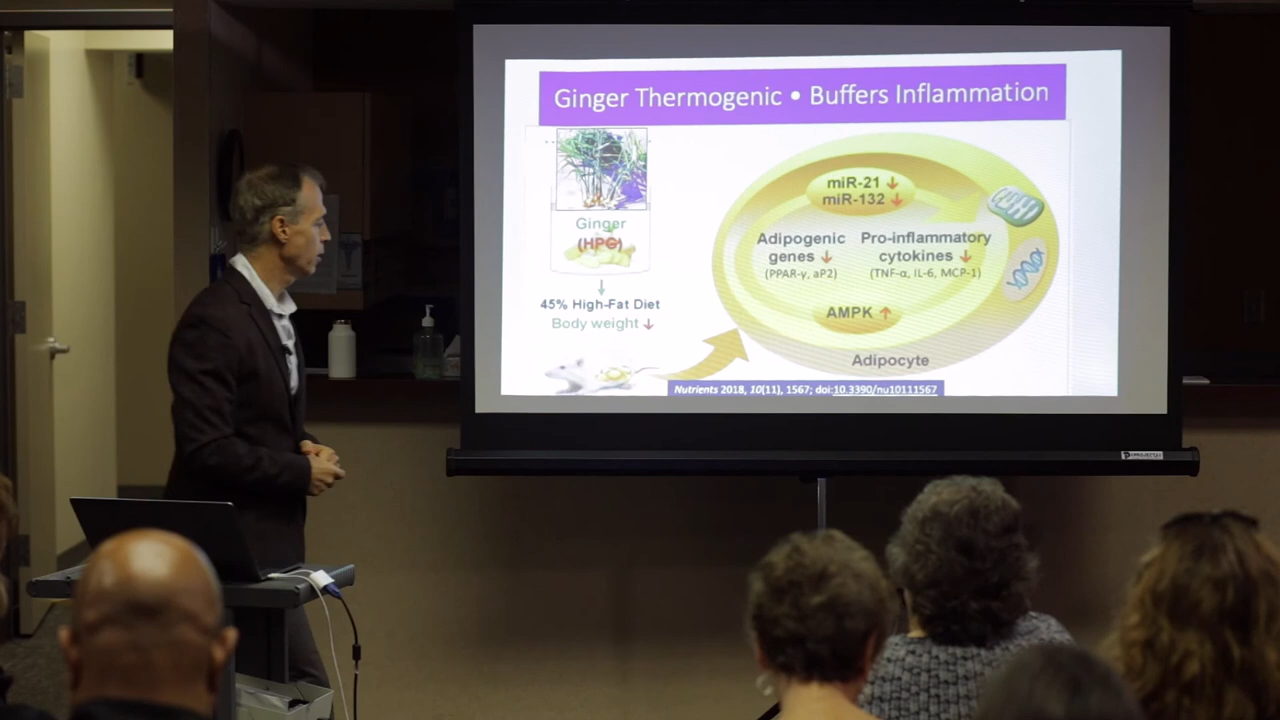 Ginger Thermogenic • Buffers Inflammation
Ginger
(HPG)
45% High-Fat Diet
Body weight ↓
miR-21 ↓
miR-132 ↓
Adipogenic
genes ↓
(PPAR-γ, aP2)
Pro-inflammatory
cytokines ↓
(TNF-α, IL-6, MCP-1)
AMPK ↑
Adipocyte
Nutrients 2018, 10(11), 1567; doi:10.3390/nu10111567